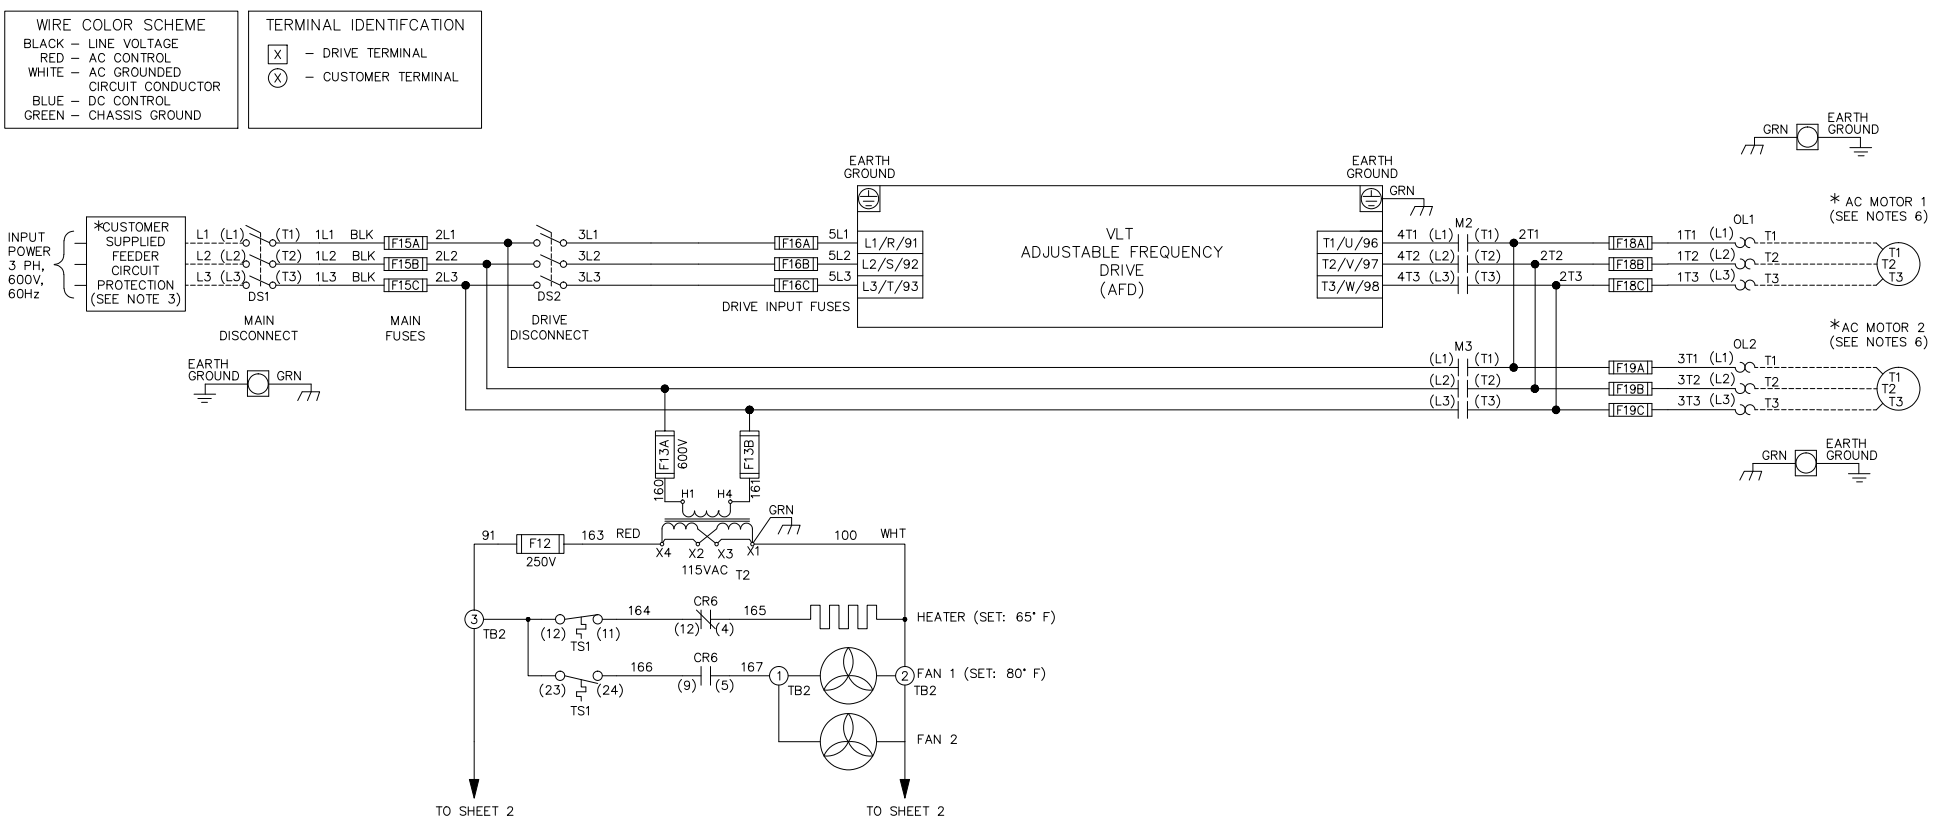 WIRE COLOR SCHEME
BLACK – LINE VOLTAGE
RED – AC CONTROL
WHITE – AC GROUNDED
CIRCUIT CONDUCTOR
BLUE – DC CONTROL
GREEN – CHASSIS GROUND
TERMINAL IDENTIFCATION
X – DRIVE TERMINAL
X – CUSTOMER TERMINAL
GRN
EARTH
GROUND
INPUT
POWER
3 PH,
600V,
60Hz
*CUSTOMER
SUPPLIED
FEEDER
CIRCUIT
PROTECTION
(SEE NOTE 3)
L1 (L1) (T1) 1L1 BLK F15A 2L1
L2 (L2) (T2) 1L2 BLK F15B 2L2
L3 (L3) (T3) 1L3 BLK F15C 2L3
DS1
MAIN
DISCONNECT
MAIN
FUSES
3L1 F16A 5L1
3L2 F16B 5L2
3L3 F16C 5L3
DS2
DRIVE
DISCONNECT
DRIVE INPUT FUSES
EARTH
GROUND
EARTH
GROUND
GRN
L1/R/91
L2/S/92
L3/T/93
VLT
ADJUSTABLE FREQUENCY
DRIVE
(AFD)
T1/U/96
T2/V/97
T3/W/98
M2
4T1 (L1) (T1) 2T1 F18A 1T1 (L1) T1
4T2 (L2) (T2) 2T2 F18B 1T2 (L2) T2
4T3 (L3) (T3) 2T3 F18C 1T3 (L3) T3
OL1
* AC MOTOR 1
(SEE NOTES 6)
T1
T2
T3
M3
(L1) (T1) F19A 3T1 (L1) T1
(L2) (T2) F19B 3T2 (L2) T2
(L3) (T3) F19C 3T3 (L3) T3
OL2
*AC MOTOR 2
(SEE NOTES 6)
T1
T2
T3
EARTH
GROUND
GRN
GRN
EARTH
GROUND
F13A
600V
F13B
160
161
H1 H4
GRN
91 F12 163 RED
250V
X4 X2 X3 X1
100 WHT
115VAC T2
3
TB2
(12) (11)
TS1
164
CR6
(12) (4)
165
HEATER (SET: 65° F)
(23) (24)
TS1
166
CR6
(9) (5)
167
1
TB2
2
TB2
FAN 1 (SET: 80° F)
FAN 2
TO SHEET 2
TO SHEET 2